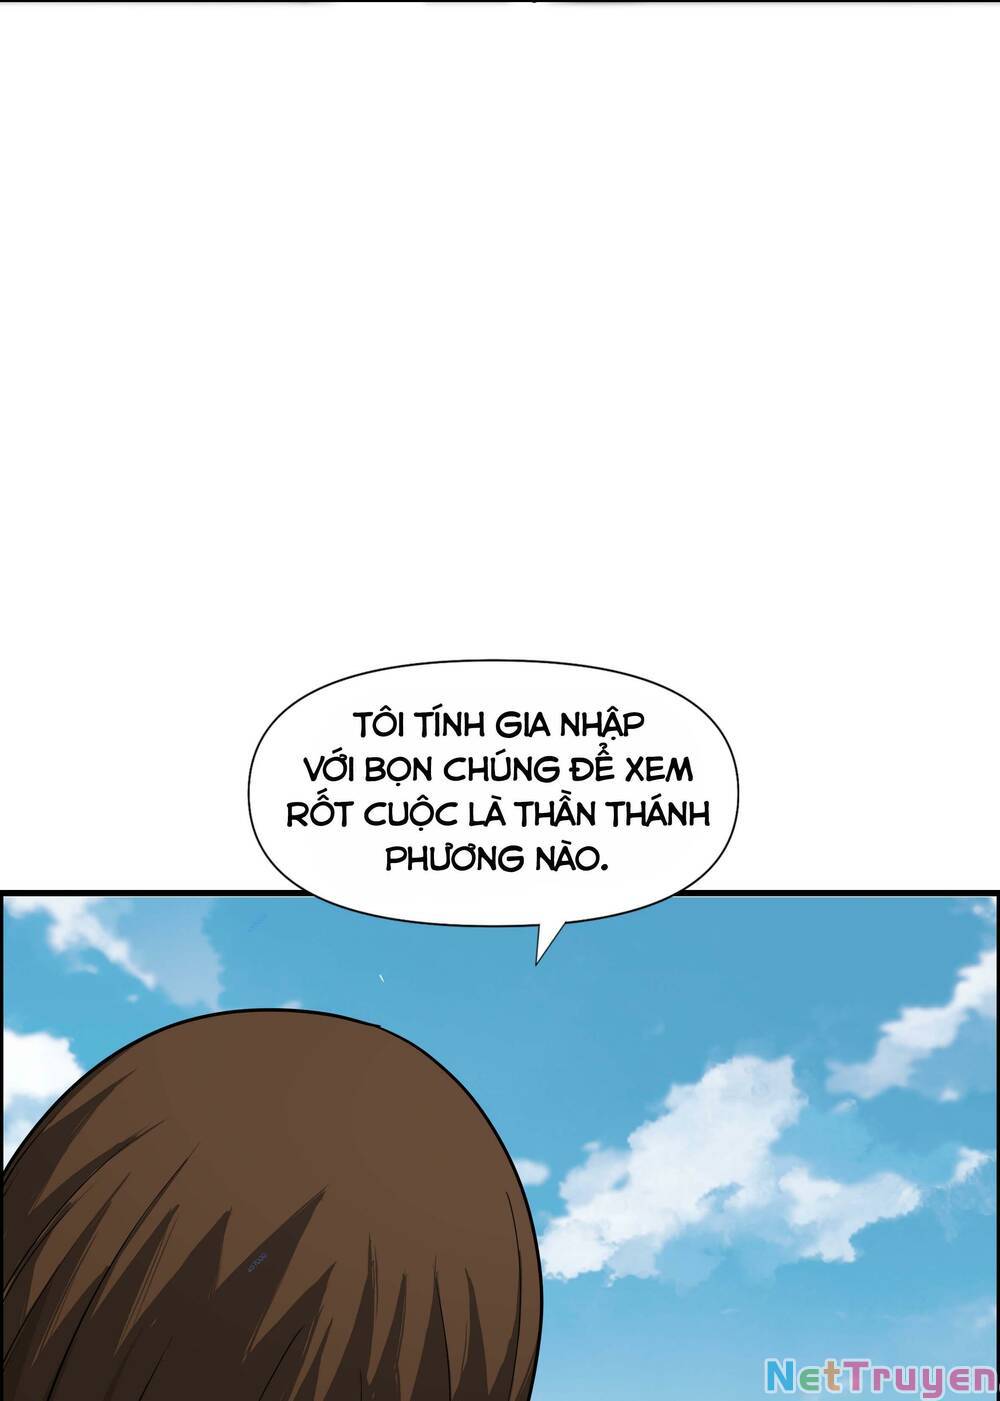 TÔI TÍNH GIA NHẬP
VỚI BỌN CHÚNG ĐỂ XEM
RỐT CUỘC LÀ THẦN THÁNH
PHƯƠNG NÀO.
NetTruyen